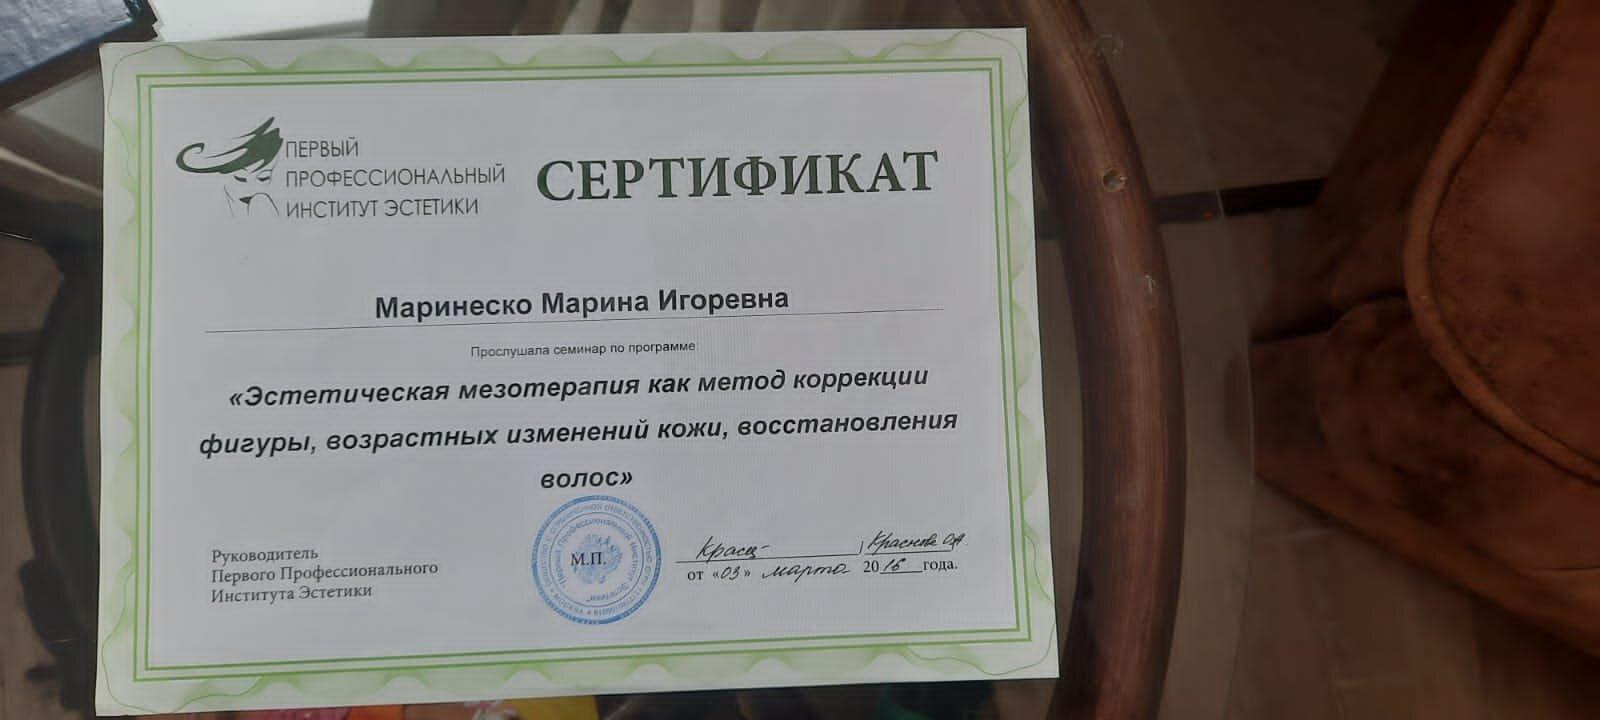 ПЕРВЫЙ
ПРОФЕССИОНАЛЬНЫЙ
ИНСТИТУТ ЭСТЕТИКИ
СЕРТИФИКАТ
Маринеско Марина Игоревна
Прослушала семинар по программе:
«Эстетическая мезотерапия как метод коррекции
фигуры, возрастных изменений кожи, восстановления
волос»
Руководитель
Первого Профессионального
Института Эстетики
М.П.
от «03» марта 2016 года.